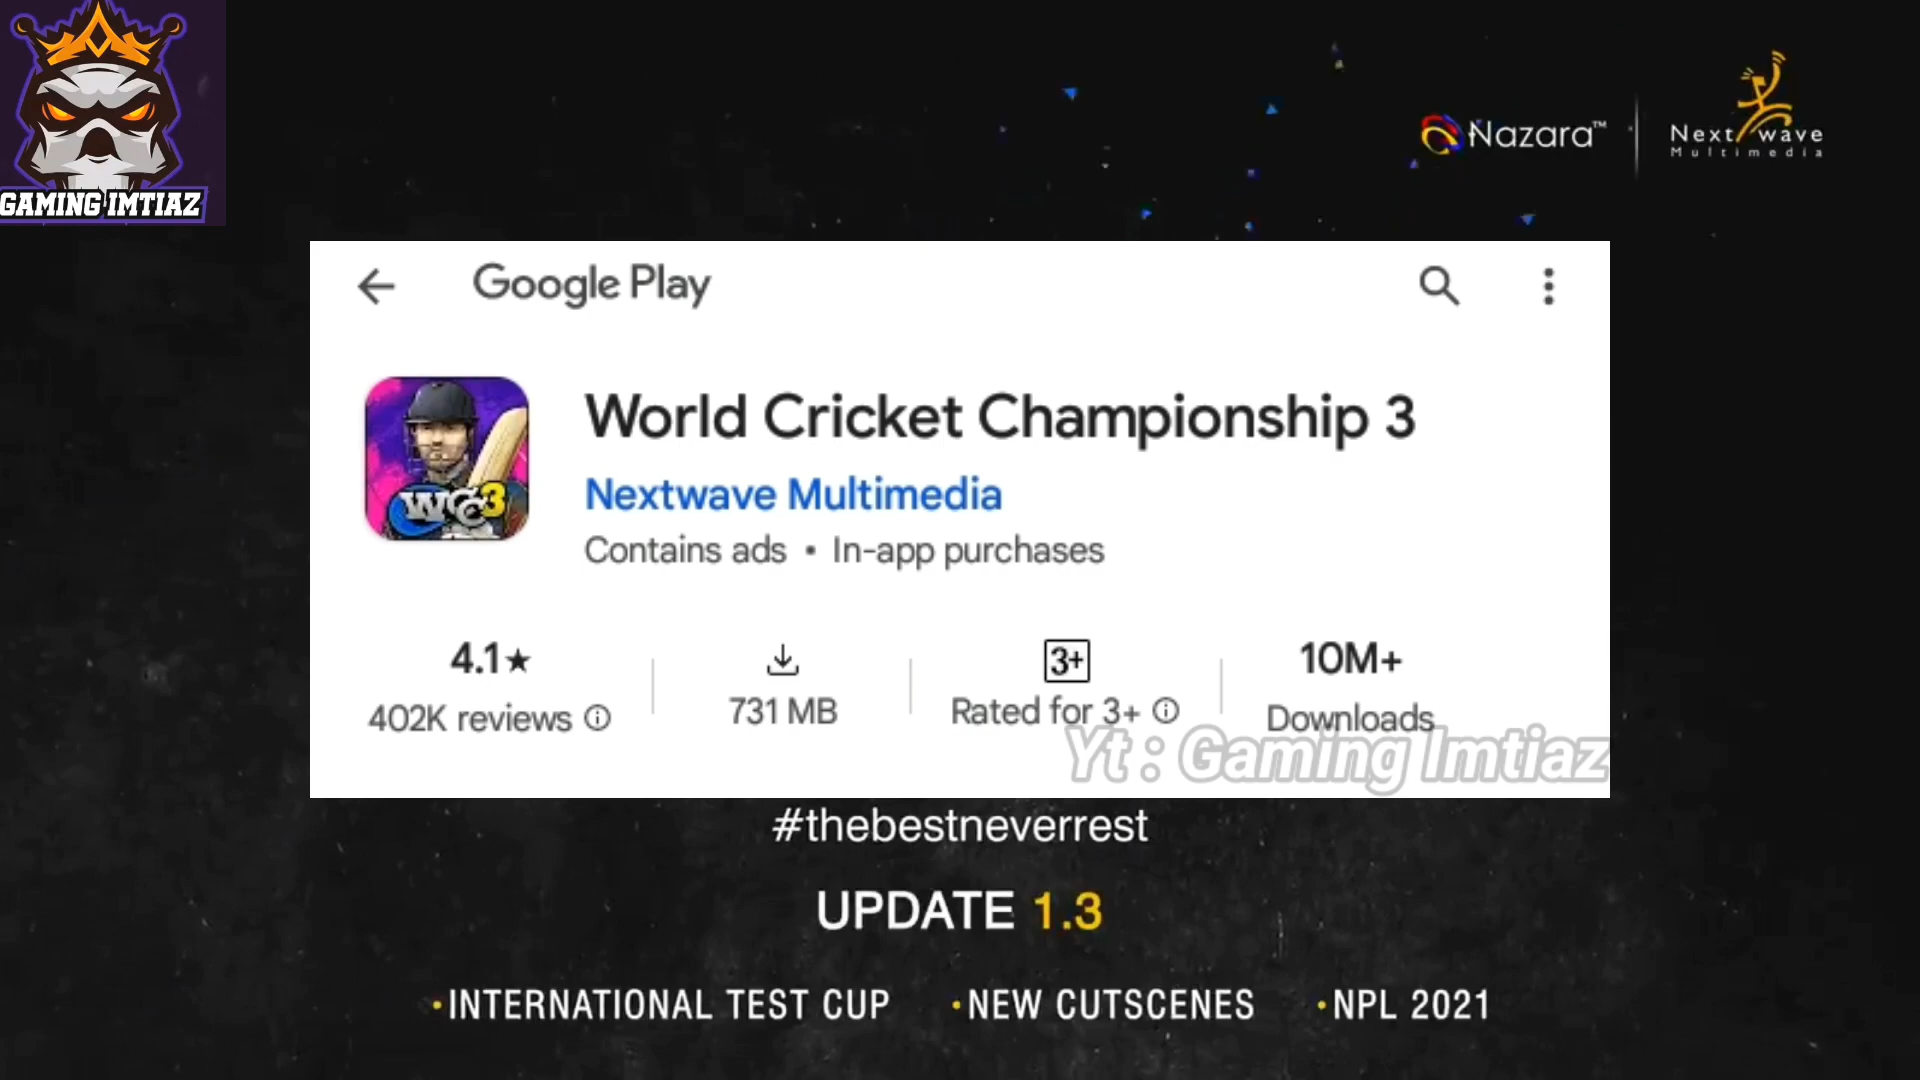 GAMING IMTIAZ
Nazara™
Nextwave
Multimedia
Google Play
World Cricket Championship 3
WCC3
Nextwave Multimedia
Contains ads • In-app purchases
4.1★
402K reviews
731 MB
3+
Rated for 3+
10M+
Downloads
Yt : Gaming Imtiaz
#thebestneverrest
UPDATE 1.3
•INTERNATIONAL TEST CUP •NEW CUTSCENES •NPL 2021